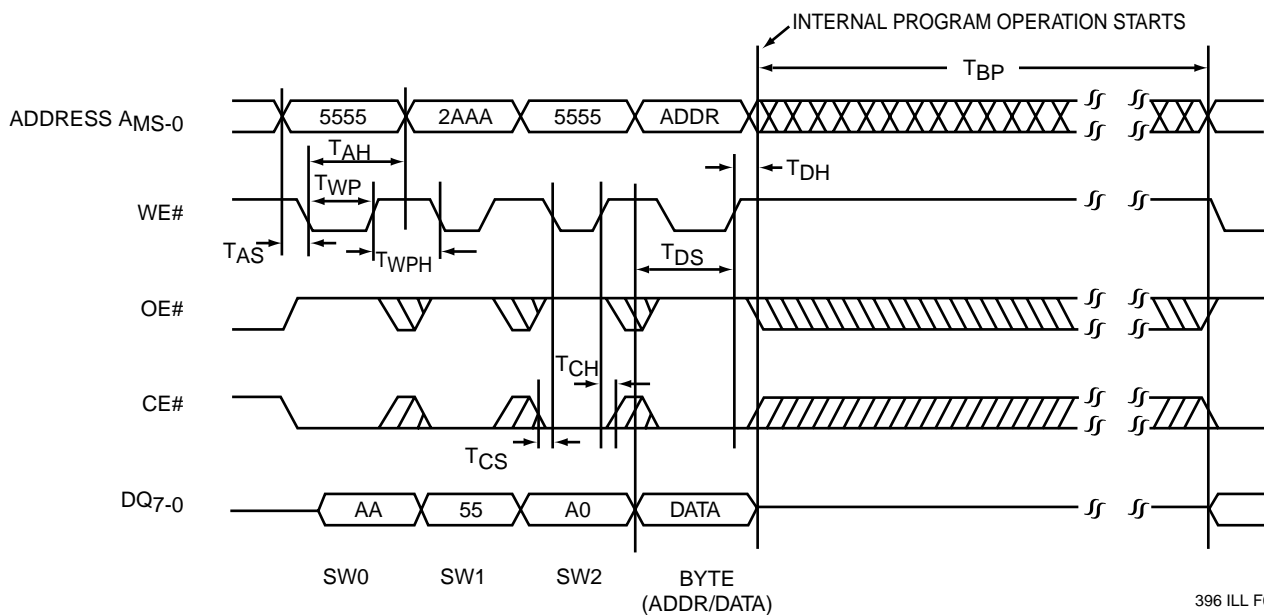 INTERNAL PROGRAM OPERATION STARTS
TBP
ADDRESS AMS-0
5555
2AAA
5555
ADDR
TAH
TDH
TWP
WE#
TAS
TWPH
TDS
OE#
TCH
CE#
TCS
DQ7-0
AA
55
A0
DATA
SW0
SW1
SW2
BYTE
(ADDR/DATA)
396 ILL